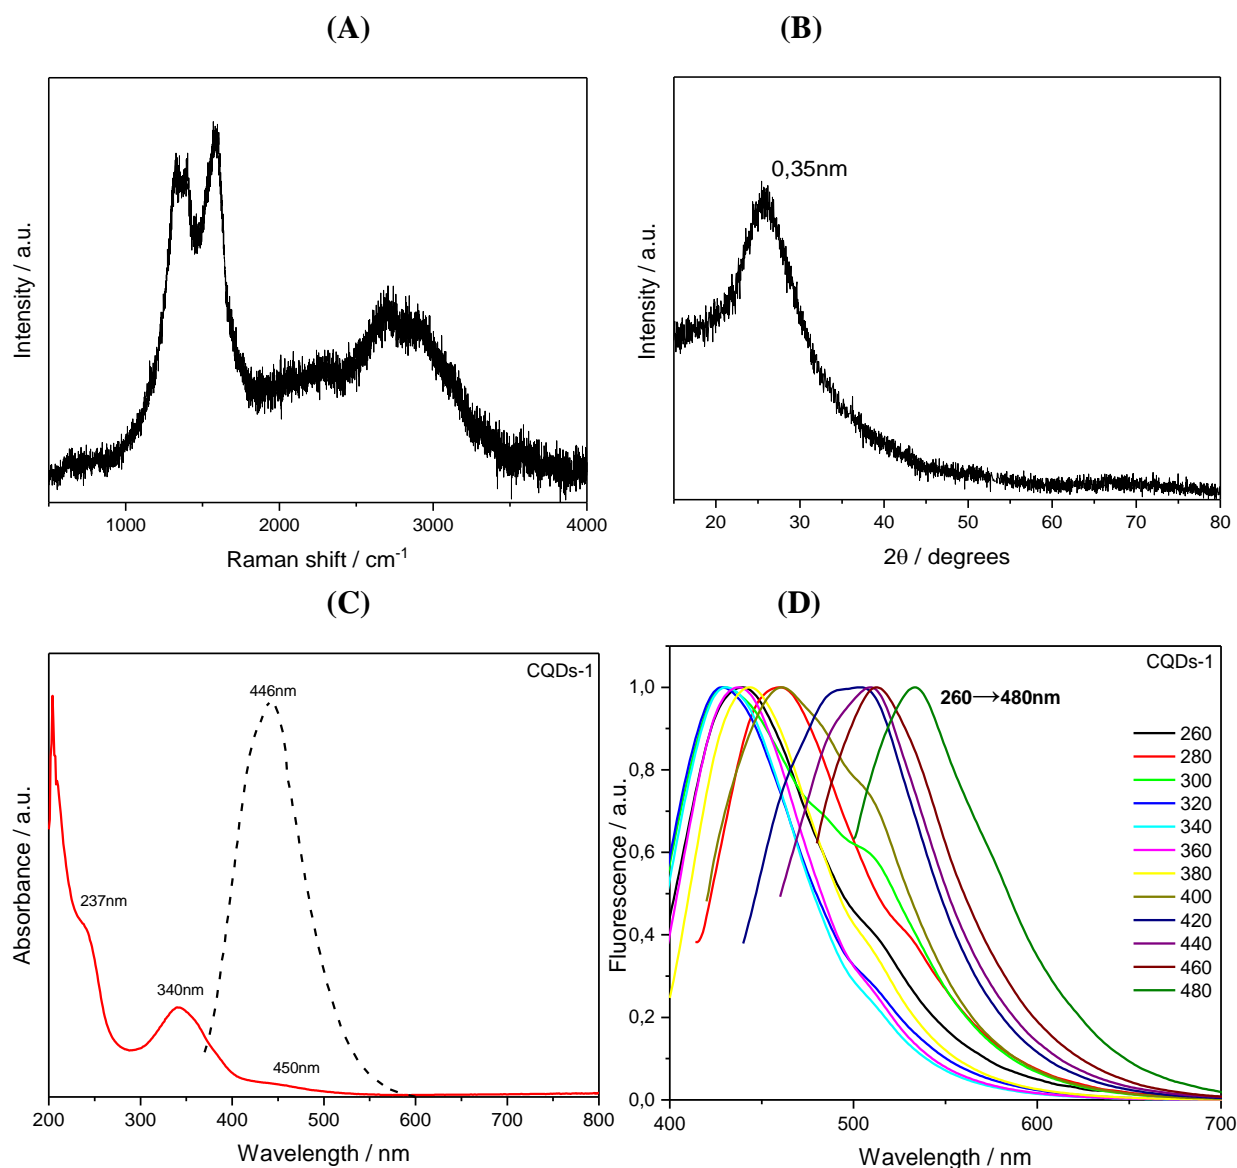 (A)
(B)
0,35nm
Intensity / a.u.
Intensity / a.u.
1000 2000 3000 4000
20 30 40 50 60 70 80
Raman shift / cm-1
2θ / degrees
(C)
(D)
CQDs-1
446nm
237nm
340nm
450nm
Absorbance / a.u.
200 300 400 500 600 700 800
Wavelength / nm
CQDs-1
260→480nm
1,0
0,8
0,6
0,4
0,2
0,0
Fluorescence / a.u.
260
280
300
320
340
360
380
400
420
440
460
480
400 500 600 700
Wavelength / nm